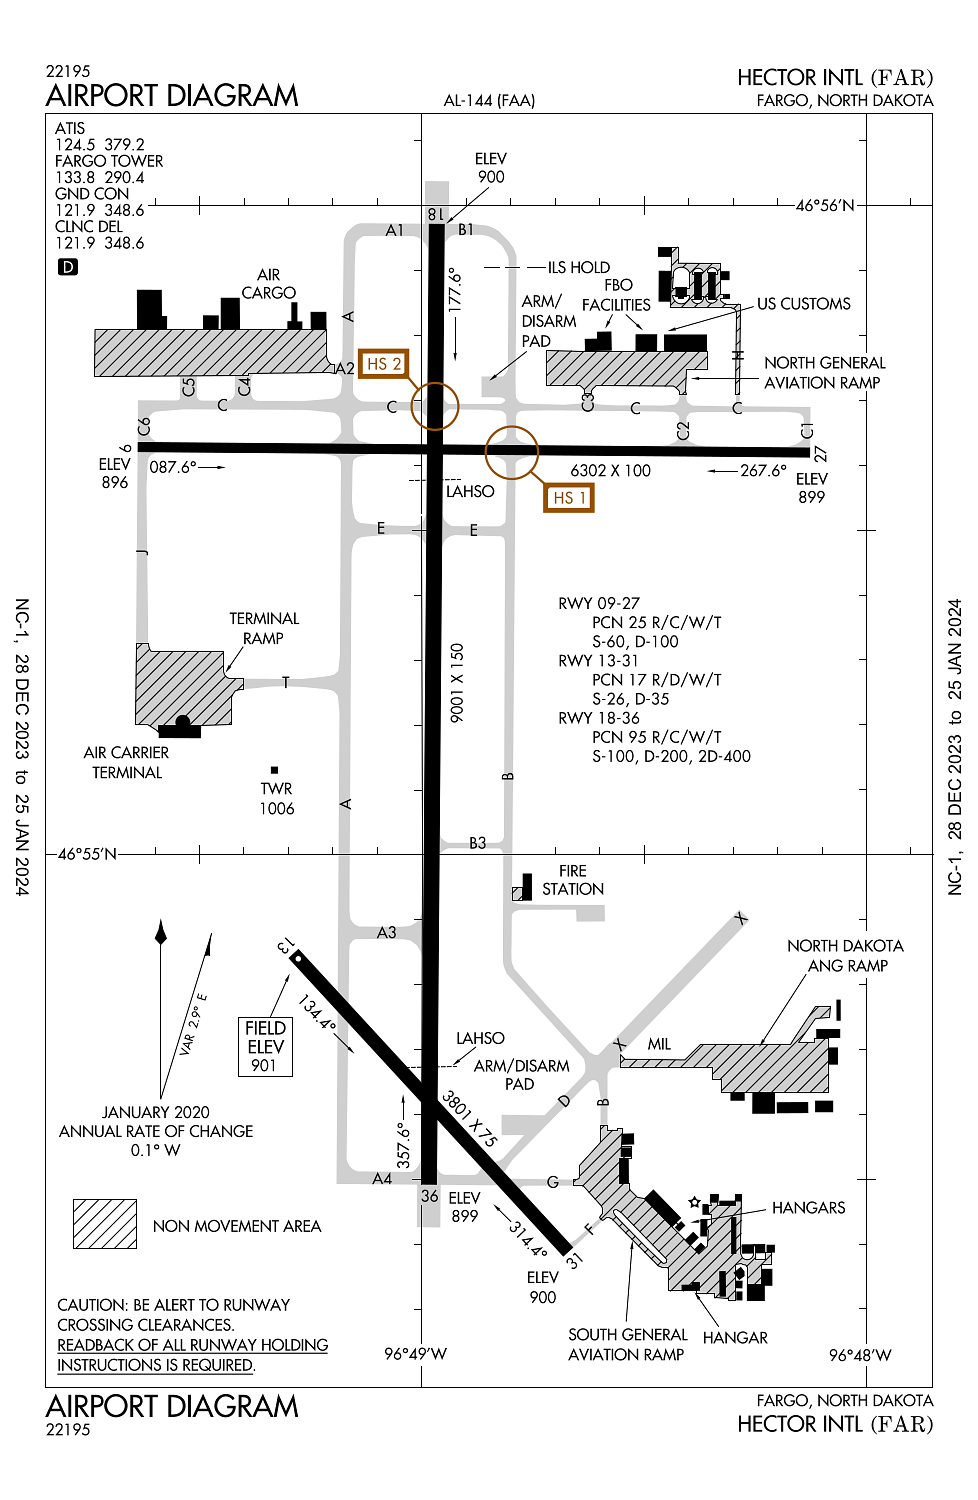 22195
AIRPORT DIAGRAM
AL-144 (FAA)
HECTOR INTL (FAR)
FARGO, NORTH DAKOTA
ATIS
124.5 379.2
FARGO TOWER
133.8 290.4
GND CON
121.9 348.6
CLNC DEL
121.9 348.6
D
ELEV
900
46°56'N
18
A1
B1
177.6°
ILS HOLD
AIR
CARGO
FBO
FACILITIES
US CUSTOMS
ARM/
DISARM
PAD
A
HS 2
A2
H
NORTH GENERAL
AVIATION RAMP
C5
C4
C
C
C3
C
C
C6
C2
C1
9
27
ELEV
896
087.6°
6302 X 100
267.6°
ELEV
899
LAHSO
HS 1
E
E
J
RWY 09-27
PCN 25 R/C/W/T
S-60, D-100
RWY 13-31
PCN 17 R/D/W/T
S-26, D-35
RWY 18-36
PCN 95 R/C/W/T
S-100, D-200, 2D-400
TERMINAL
RAMP
T
9001 X 150
AIR CARRIER
TERMINAL
TWR
1006
A
B
B3
46°55'N
FIRE
STATION
A3
X
13
NORTH DAKOTA
ANG RAMP
VAR 2.9° E
134.4°
FIELD
ELEV
901
LAHSO
X
MIL
ARM/DISARM
PAD
D
B
3801 X 75
357.6°
JANUARY 2020
ANNUAL RATE OF CHANGE
0.1° W
A4
G
36
ELEV
899
HANGARS
NON MOVEMENT AREA
314.4°
F
31
ELEV
900
CAUTION: BE ALERT TO RUNWAY
CROSSING CLEARANCES.
READBACK OF ALL RUNWAY HOLDING
INSTRUCTIONS IS REQUIRED.
SOUTH GENERAL
AVIATION RAMP
HANGAR
96°49'W
96°48'W
AIRPORT DIAGRAM
22195
FARGO, NORTH DAKOTA
HECTOR INTL (FAR)
NC-1, 28 DEC 2023 to 25 JAN 2024
NC-1, 28 DEC 2023 to 25 JAN 2024